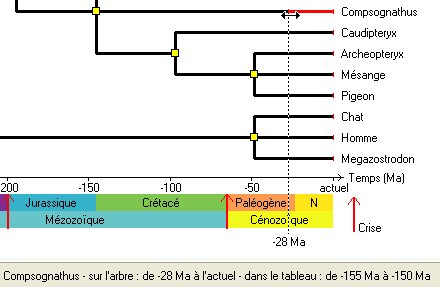 Compsognathus
Caudipteryx
Archeopteryx
Mésange
Pigeon
Chat
Homme
Megazostrodon
Temps (Ma)
200 -150 -100 -50 actuel
Jurassique Crétacé Paléogène N
Mézozoïque Cénozoïque
Crise
-28 Ma
Compsognathus - sur l'arbre : de -28 Ma à l'actuel - dans le tableau : de -155 Ma à -150 Ma